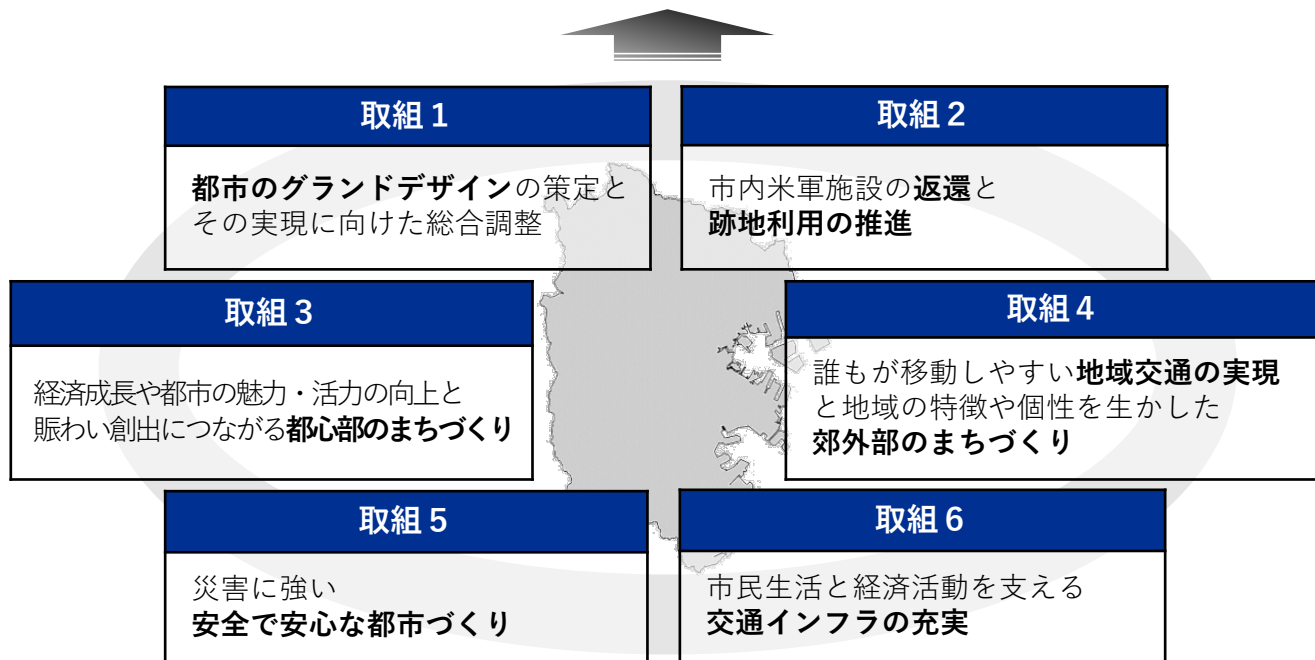 取組１
都市のグランドデザインの策定と
その実現に向けた総合調整
取組２
市内米軍施設の返還と
跡地利用の推進
取組３
経済成長や都市の魅力・活力の向上と
賑わい創出につながる都心部のまちづくり
取組４
誰もが移動しやすい地域交通の実現
と地域の特徴や個性を生かした
郊外部のまちづくり
取組５
災害に強い
安全で安心な都市づくり
取組６
市民生活と経済活動を支える
交通インフラの充実